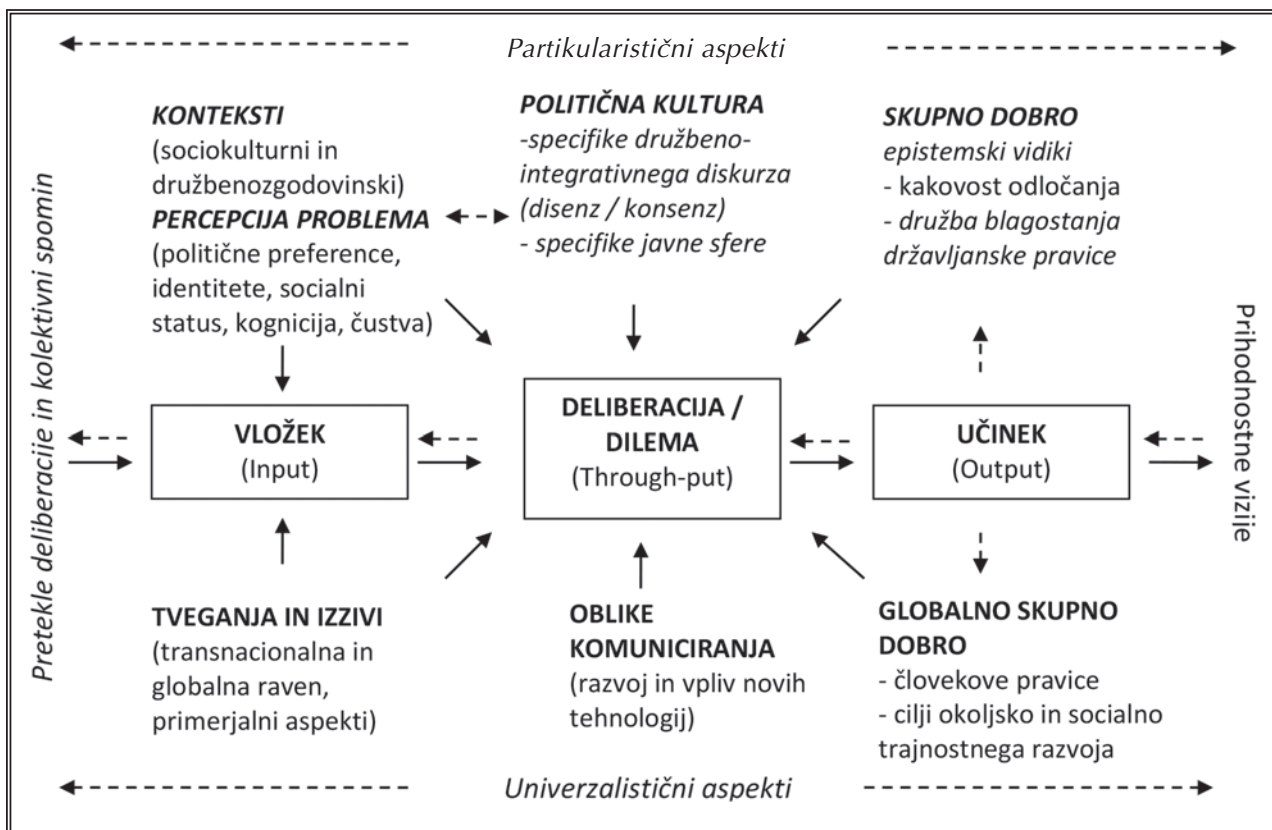 Partikularistični aspekti
Pretekle deliberacije in kolektivni spomin
KONTEKSTI
(sociokulturni in
družbenozgodovinski)
PERCEPCIJA PROBLEMA
(politične preference,
identitete, socialni
status, kognicija, čustva)
POLITIČNA KULTURA
-specifike družbeno-
integrativnega diskurza
(disenz / konsenz)
- specifike javne sfere
SKUPNO DOBRO
epistemski vidiki
- kakovost odločanja
- družba blagostanja
državljanske pravice
VLOŽEK
(Input)
DELIBERACIJA /
DILEMA
(Through-put)
UČINEK
(Output)
Prihodnostne vizije
TVEGANJA IN IZZIVI
(transnacionalna in
globalna raven,
primerjalni aspekti)
OBLIKE
KOMUNICIRANJA
(razvoj in vpliv novih
tehnologij)
GLOBALNO SKUPNO
DOBRO
- človekove pravice
- cilji okoljsko in socialno
trajnostnega razvoja
Univerzalistični aspekti